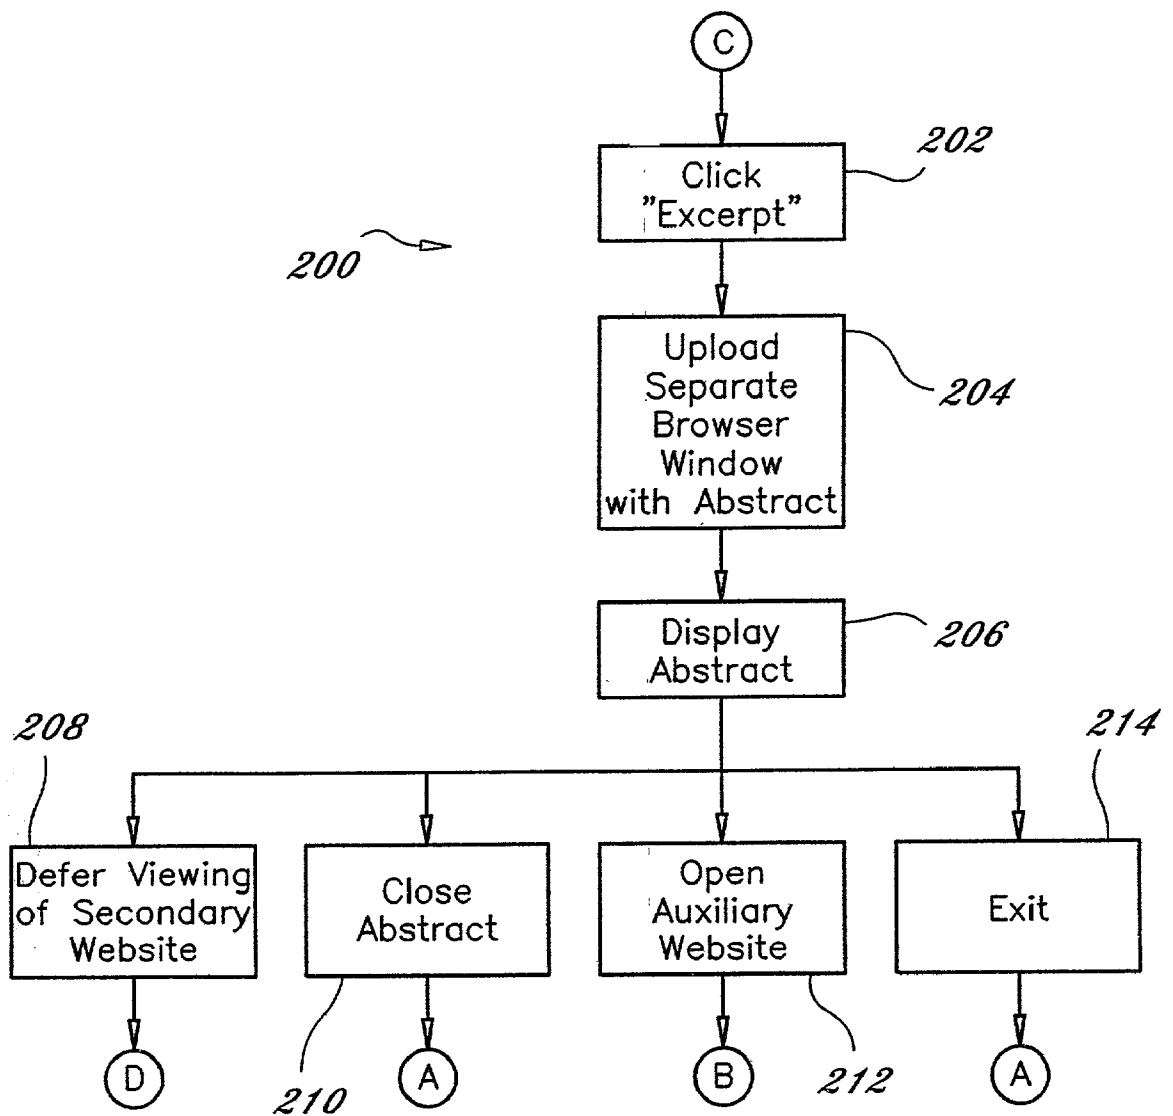 C
202
Click
"Excerpt"
200
Upload
Separate
Browser
Window
with Abstract
204
Display
Abstract
206
208
214
Defer Viewing
of Secondary
Website
Close
Abstract
Open
Auxiliary
Website
Exit
D
210
A
B
212
A